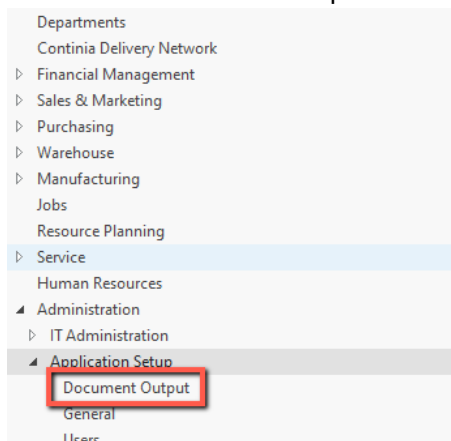 Departments
Continia Delivery Network
Financial Management
Sales & Marketing
Purchasing
Warehouse
Manufacturing
Jobs
Resource Planning
Service
Human Resources
Administration
IT Administration
Application Setup
Document Output
General
Users